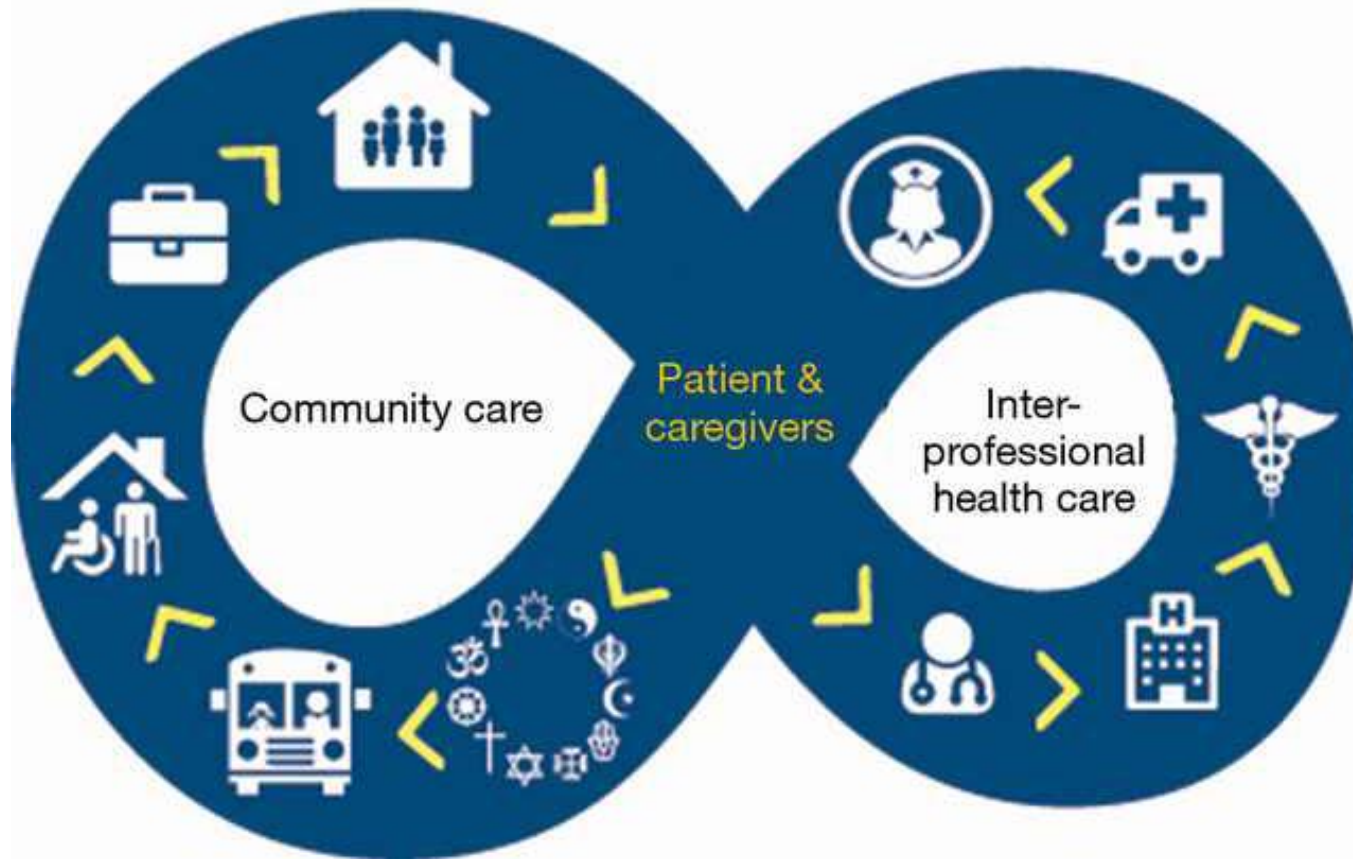 Community care
Patient &
caregivers
Inter-
professional
health care
H